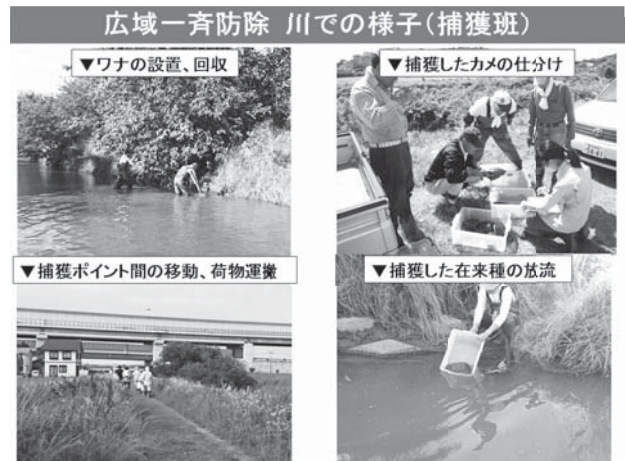 広域一斉防除 川での様子(捕獲班)
▼ワナの設置、回収
▼捕獲したカメの仕分け
▼捕獲ポイント間の移動、荷物運搬
▼捕獲した在来種の放流